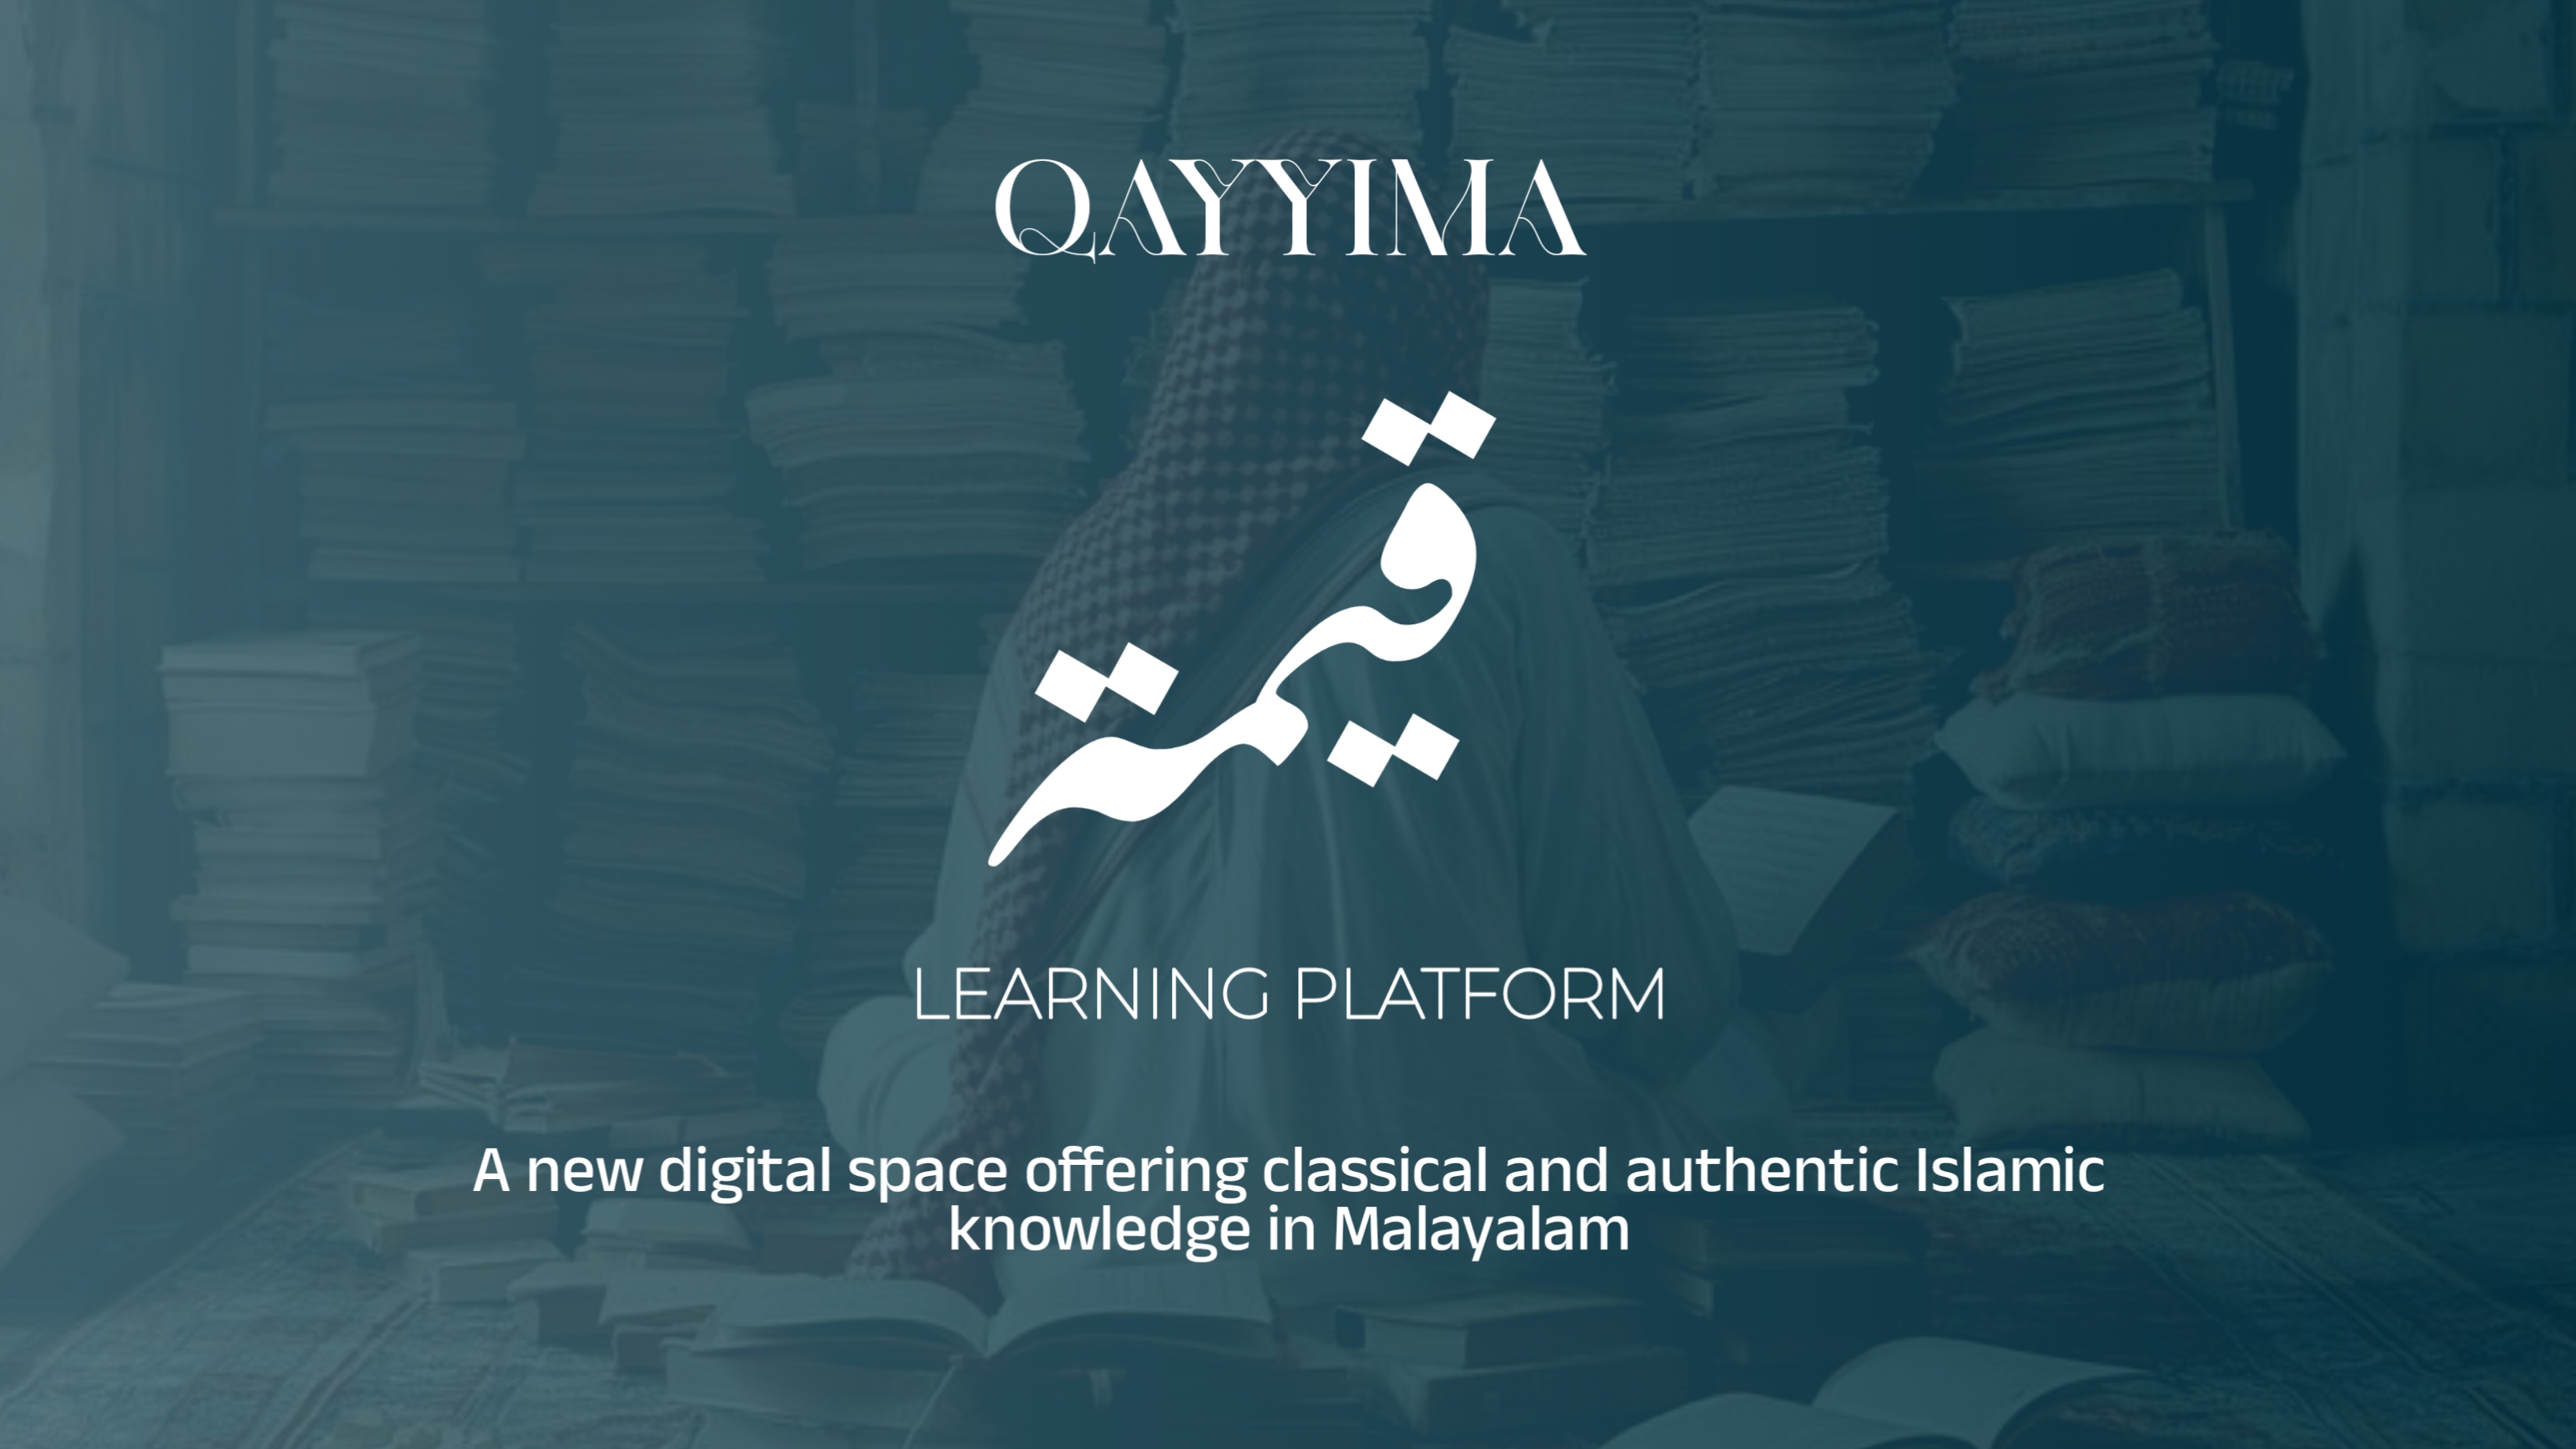 QAYYIMA
قيمة
LEARNING PLATFORM
A new digital space offering classical and authentic Islamic
knowledge in Malayalam